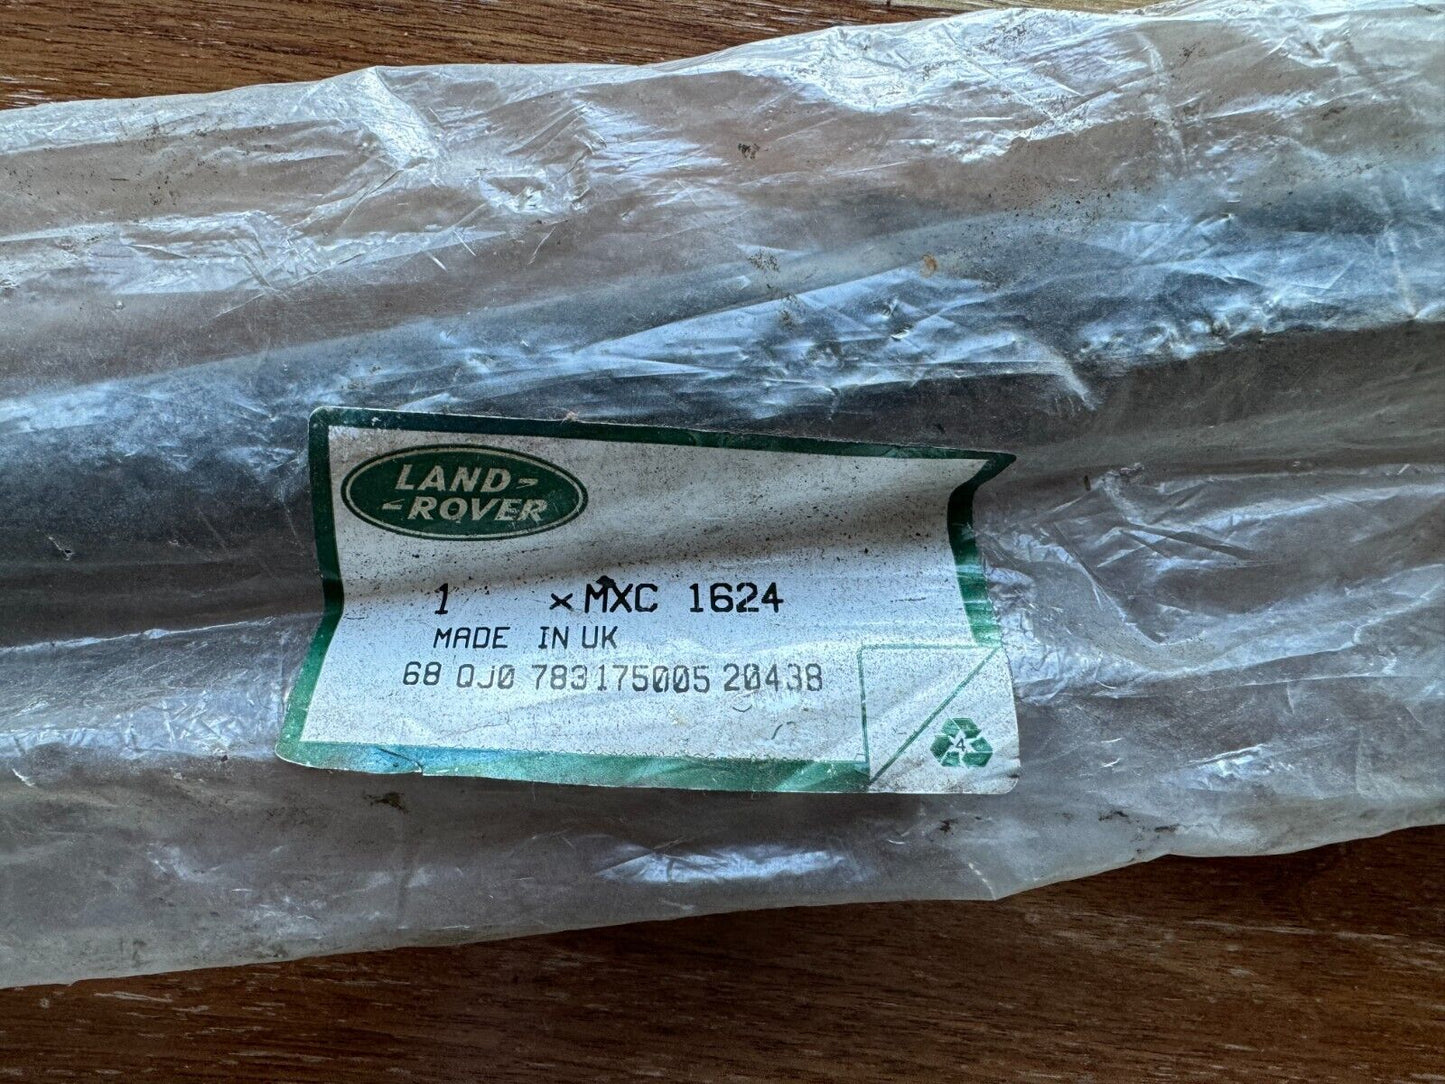 LAND-
-ROVER
1 × MXC 1624
MADE IN UK
68 QJ0 783175005 20438
4